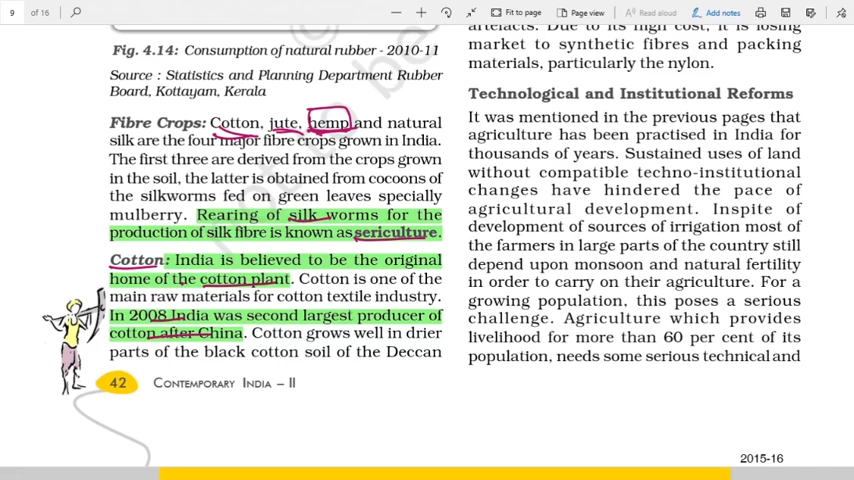 9 of 16
Fit to page
Page view
Read aloud
Add notes
Fig. 4.14: Consumption of natural rubber - 2010-11
Source : Statistics and Planning Department Rubber
Board, Kottayam, Kerala
Fibre Crops: Cotton, jute, hemp and natural
silk are the four major fibre crops grown in India.
The first three are derived from the crops grown
in the soil, the latter is obtained from cocoons of
the silkworms fed on green leaves specially
mulberry. Rearing of silk worms for the
production of silk fibre is known as sericulture.
Cotton: India is believed to be the original
home of the cotton plant. Cotton is one of the
main raw materials for cotton textile industry.
In 2008 India was second largest producer of
cotton after China. Cotton grows well in drier
parts of the black cotton soil of the Deccan
42 CONTEMPORARY INDIA – II
artefacts. Due to its high cost, it is losing
market to synthetic fibres and packing
materials, particularly the nylon.
Technological and Institutional Reforms
It was mentioned in the previous pages that
agriculture has been practised in India for
thousands of years. Sustained uses of land
without compatible techno-institutional
changes have hindered the pace of
agricultural development. Inspite of
development of sources of irrigation most of
the farmers in large parts of the country still
depend upon monsoon and natural fertility
in order to carry on their agriculture. For a
growing population, this poses a serious
challenge. Agriculture which provides
livelihood for more than 60 per cent of its
population, needs some serious technical and
2015-16